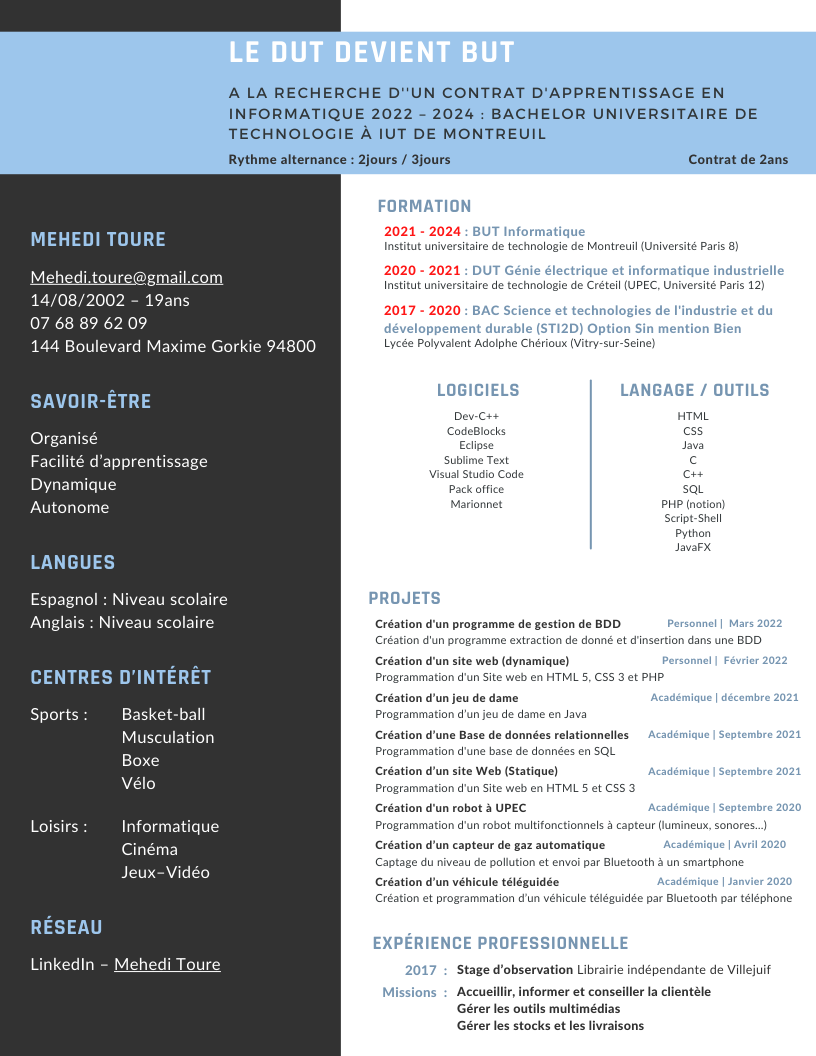 LE DUT DEVIENT BUT
A LA RECHERCHE D''UN CONTRAT D'APPRENTISSAGE EN
INFORMATIQUE 2022 – 2024 : BACHELOR UNIVERSITAIRE DE
TECHNOLOGIE À IUT DE MONTREUIL
Rythme alternance : 2jours / 3jours
Contrat de 2ans
MEHEDI TOURE
Mehedi.toure@gmail.com
14/08/2002 – 19ans
07 68 89 62 09
144 Boulevard Maxime Gorkie 94800
SAVOIR-ÊTRE
Organisé
Facilité d’apprentissage
Dynamique
Autonome
LANGUES
Espagnol : Niveau scolaire
Anglais : Niveau scolaire
CENTRES D’INTÉRÊT
Sports : Basket-ball
Musculation
Boxe
Vélo
Loisirs : Informatique
Cinéma
Jeux–Vidéo
RÉSEAU
LinkedIn – Mehedi Toure
FORMATION
2021 - 2024 : BUT Informatique
Institut universitaire de technologie de Montreuil (Université Paris 8)
2020 - 2021 : DUT Génie électrique et informatique industrielle
Institut universitaire de technologie de Créteil (UPEC, Université Paris 12)
2017 - 2020 : BAC Science et technologies de l'industrie et du
développement durable (STI2D) Option Sin mention Bien
Lycée Polyvalent Adolphe Chérioux (Vitry-sur-Seine)
LOGICIELS
Dev-C++
CodeBlocks
Eclipse
Sublime Text
Visual Studio Code
Pack office
Marionnet
LANGAGE / OUTILS
HTML
CSS
Java
C
C++
SQL
PHP (notion)
Script-Shell
Python
JavaFX
PROJETS
Création d'un programme de gestion de BDD Personnel | Mars 2022
Création d'un programme extraction de donné et d'insertion dans une BDD
Création d'un site web (dynamique) Personnel | Février 2022
Programmation d'un Site web en HTML 5, CSS 3 et PHP
Création d’un jeu de dame Académique | décembre 2021
Programmation d’un jeu de dame en Java
Création d’une Base de données relationnelles Académique | Septembre 2021
Programmation d'une base de données en SQL
Création d’un site Web (Statique) Académique | Septembre 2021
Programmation d'un Site web en HTML 5 et CSS 3
Création d'un robot à UPEC Académique | Septembre 2020
Programmation d'un robot multifonctionnels à capteur (lumineux, sonores...)
Création d’un capteur de gaz automatique Académique | Avril 2020
Captage du niveau de pollution et envoi par Bluetooth à un smartphone
Création d’un véhicule téléguidée Académique | Janvier 2020
Création et programmation d’un véhicule téléguidée par Bluetooth par téléphone
EXPÉRIENCE PROFESSIONNELLE
2017 : Stage d’observation Librairie indépendante de Villejuif
Missions : Accueillir, informer et conseiller la clientèle
Gérer les outils multimédias
Gérer les stocks et les livraisons